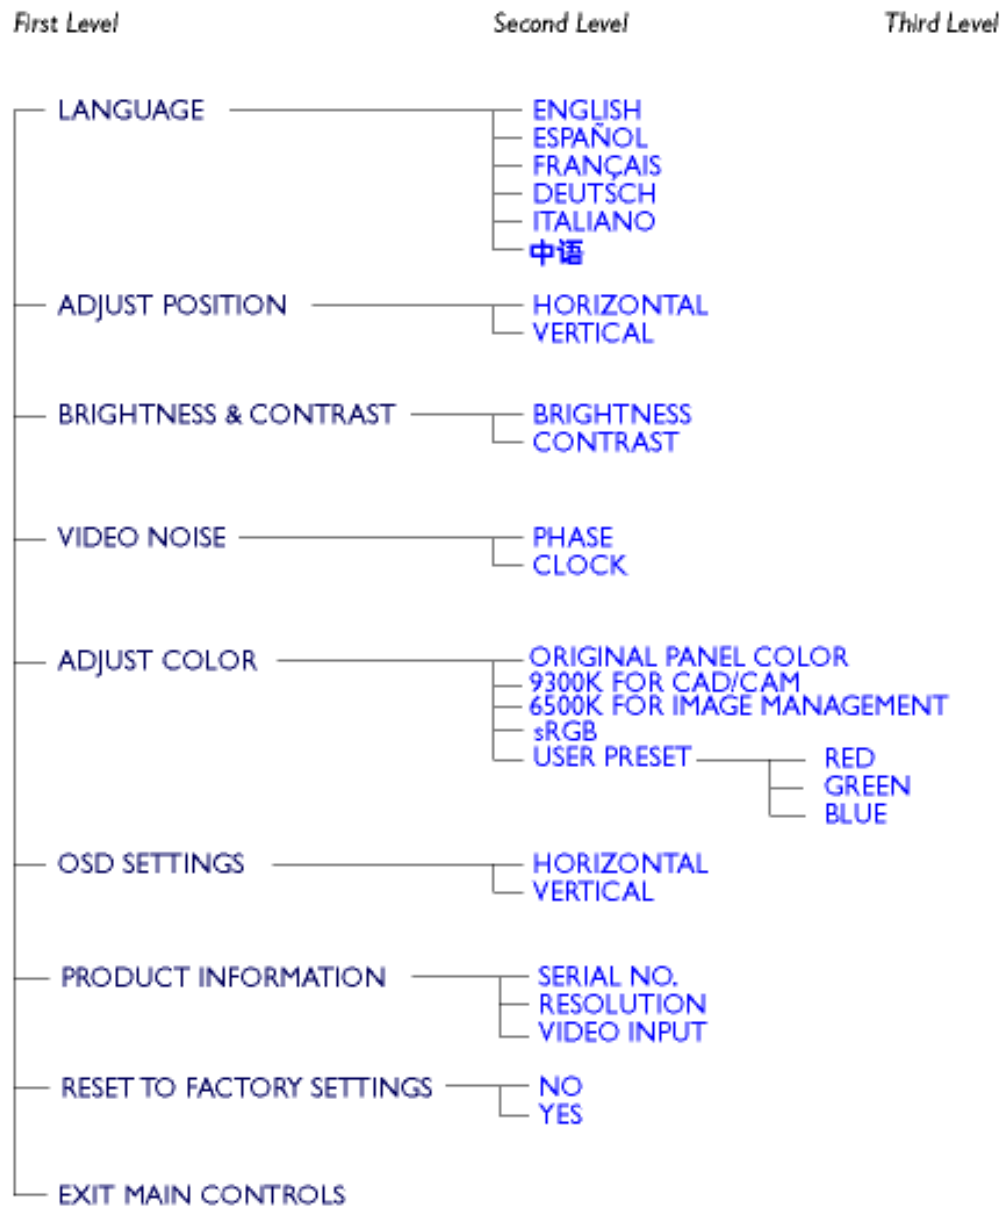 First Level Second Level Third Level
LANGUAGE ENGLISH
ESPAÑOL
FRANÇAIS
DEUTSCH
ITALIANO
中语
ADJUST POSITION HORIZONTAL
VERTICAL
BRIGHTNESS & CONTRAST BRIGHTNESS
CONTRAST
VIDEO NOISE PHASE
CLOCK
ADJUST COLOR ORIGINAL PANEL COLOR
9300K FOR CAD/CAM
6500K FOR IMAGE MANAGEMENT
sRGB
USER PRESET RED
GREEN
BLUE
OSD SETTINGS HORIZONTAL
VERTICAL
PRODUCT INFORMATION SERIAL NO.
RESOLUTION
VIDEO INPUT
RESET TO FACTORY SETTINGS NO
YES
EXIT MAIN CONTROLS